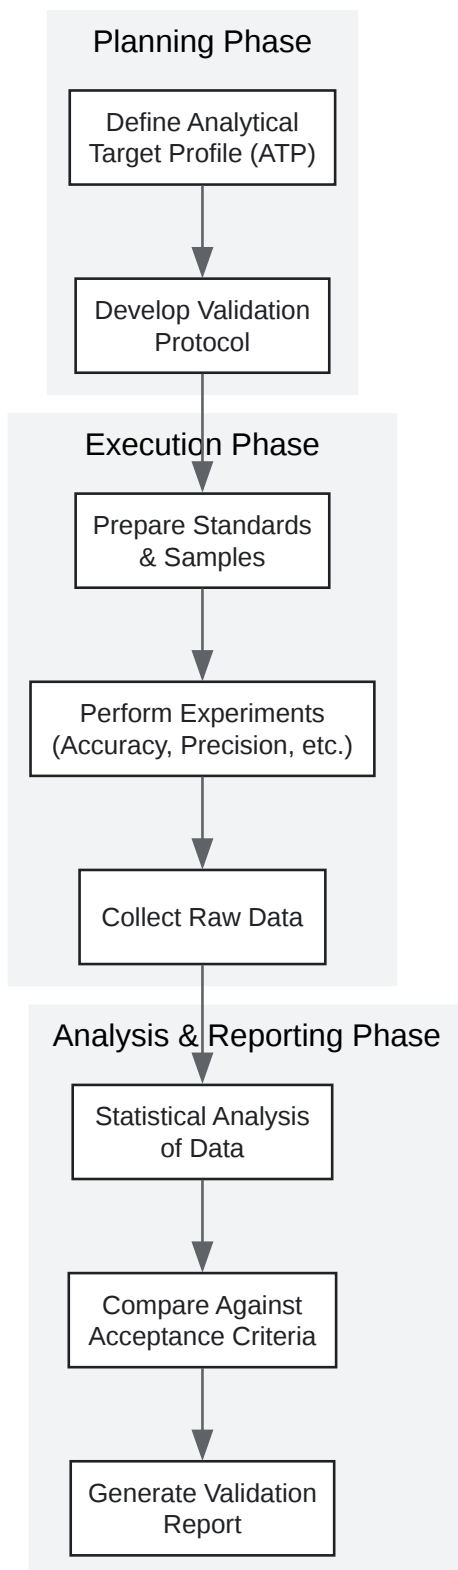 Planning Phase
Define Analytical
Target Profile (ATP)
Develop Validation
Protocol
Execution Phase
Prepare Standards
& Samples
Perform Experiments
(Accuracy, Precision, etc.)
Collect Raw Data
Analysis & Reporting Phase
Statistical Analysis
of Data
Compare Against
Acceptance Criteria
Generate Validation
Report